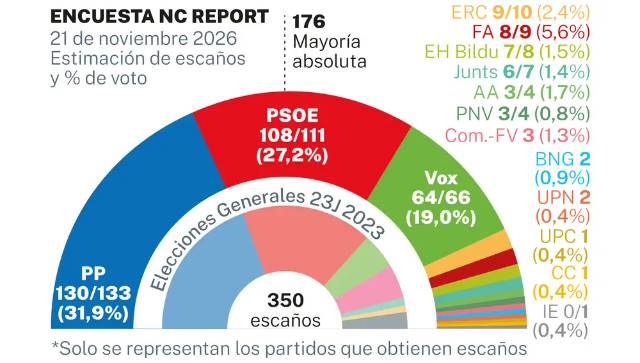 ENCUESTA NC REPORT
21 de noviembre 2026
Estimación de escaños
y % de voto
176
Mayoría
absoluta
ERC 9/10 (2,4%)
FA 8/9 (5,6%)
EH Bildu 7/8 (1,5%)
Junts 6/7 (1,4%)
AA 3/4 (1,7%)
PNV 3/4 (0,8%)
Com.-FV 3 (1,3%)
BNG 2
(0,9%)
UPN 2
(0,4%)
UPC 1
(0,4%)
CC 1
(0,4%)
IE 0/1
(0,4%)
PSOE
108/111
(27,2%)
Vox
64/66
(19,0%)
PP
130/133
(31,9%)
Elecciones Generales 23J 2023
350
escaños
*Solo se representan los partidos que obtienen escaños